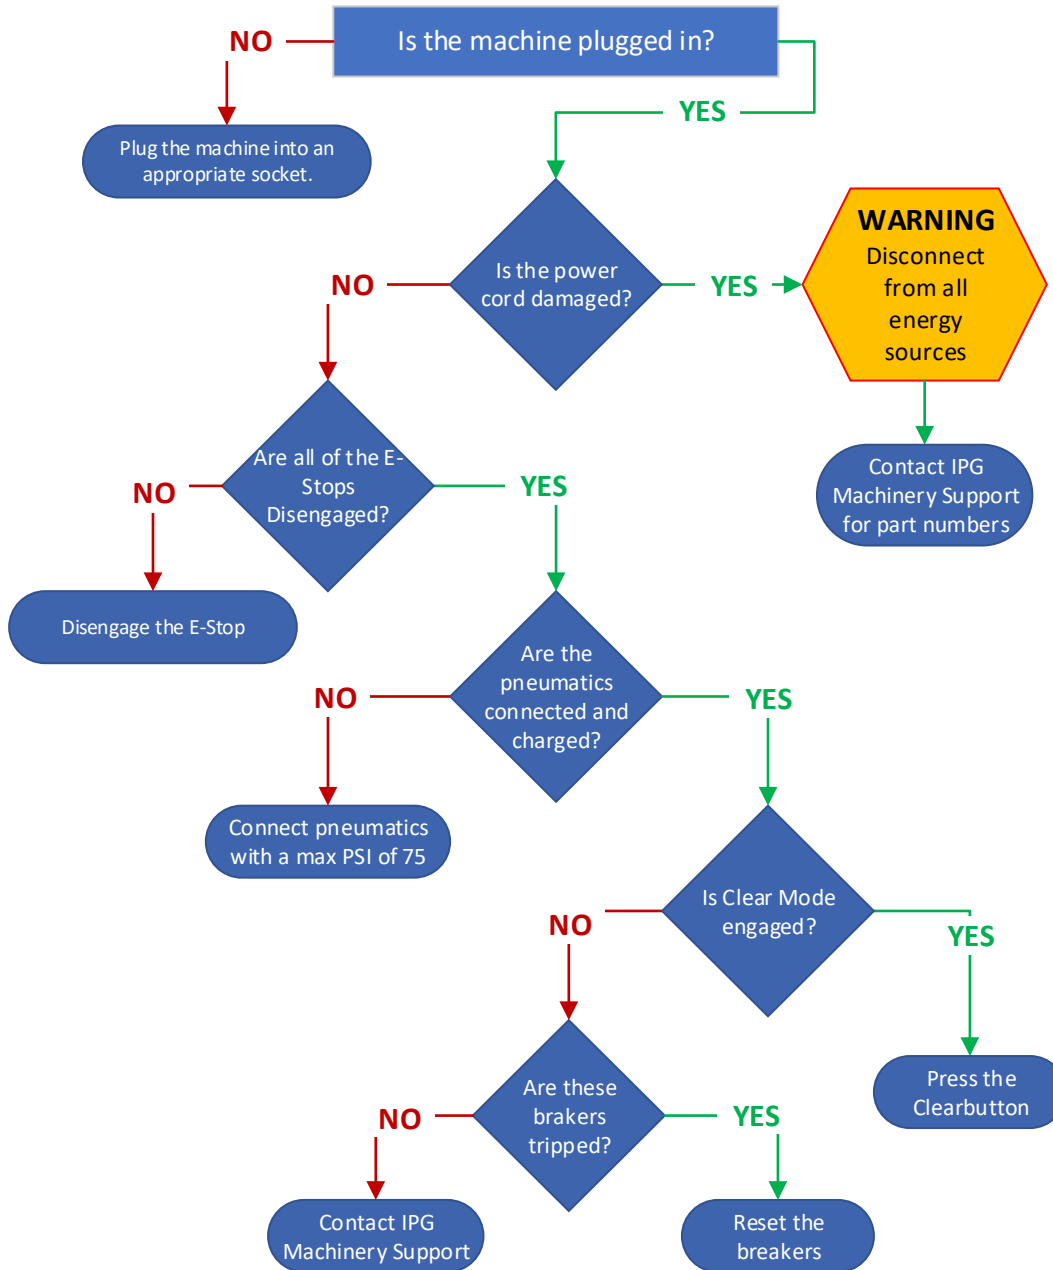 Is the machine plugged in?
NO
YES
Plug the machine into an
appropriate socket.
WARNING
Disconnect
from all
energy
sources
Is the power
cord damaged?
NO
YES
Are all of the E-
Stops
Disengaged?
NO
YES
Contact IPG
Machinery Support
for part numbers
Disengage the E-Stop
Are the
pneumatics
connected and
charged?
NO
YES
Connect pneumatics
with a max PSI of 75
Is Clear Mode
engaged?
NO
YES
Press the
Clearbutton
Are these
brakers
tripped?
NO
YES
Contact IPG
Machinery Support
Reset the
breakers